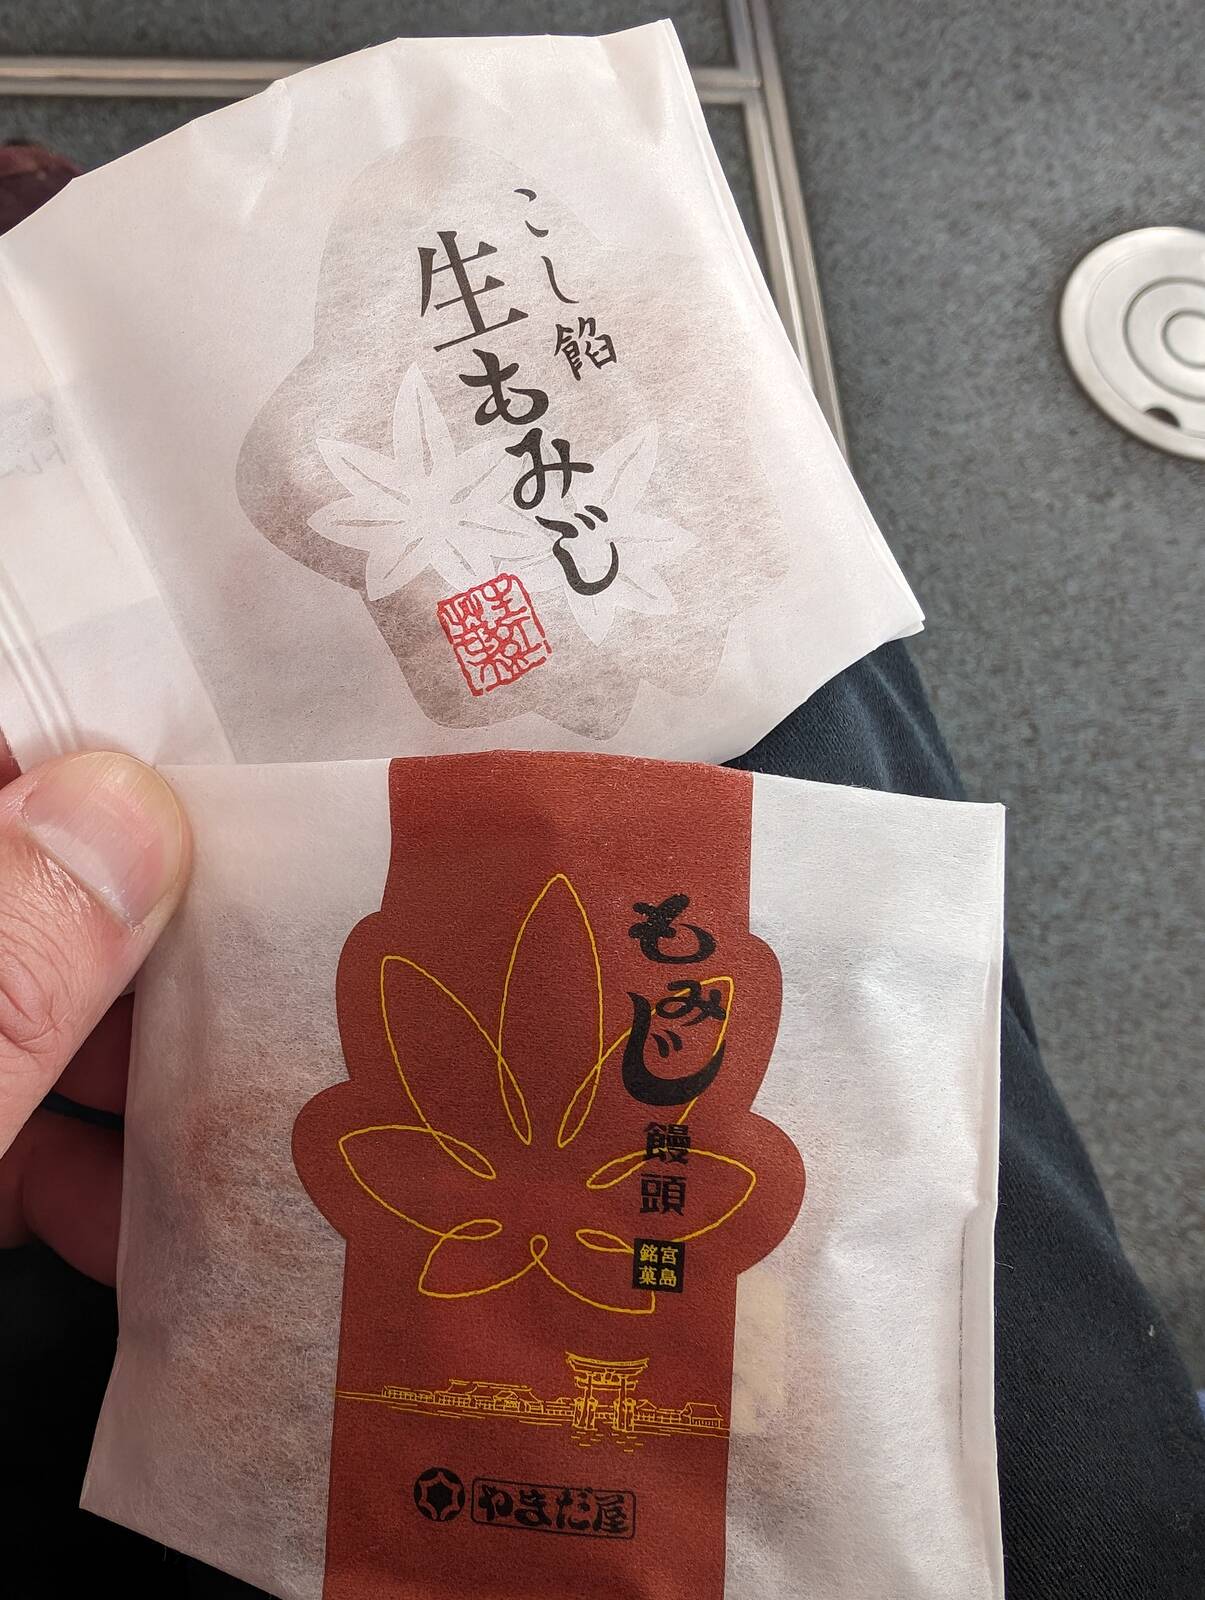 こし餡
生もみじ
もみじ
饅頭
宮島
銘菓
やまだ屋